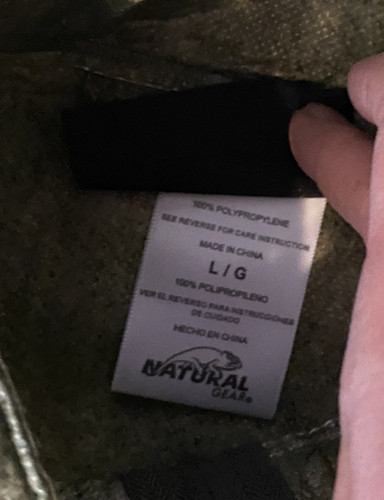 100% POLYPROPYLENE
SEE REVERSE FOR CARE INSTRUCTION
MADE IN CHINA
L / G
100% POLIPROPILENO
VER EL REVERSO PARA INSTRUCCIONES
DE CUIDADO
HECHO EN CHINA
NATURAL
GEAR®